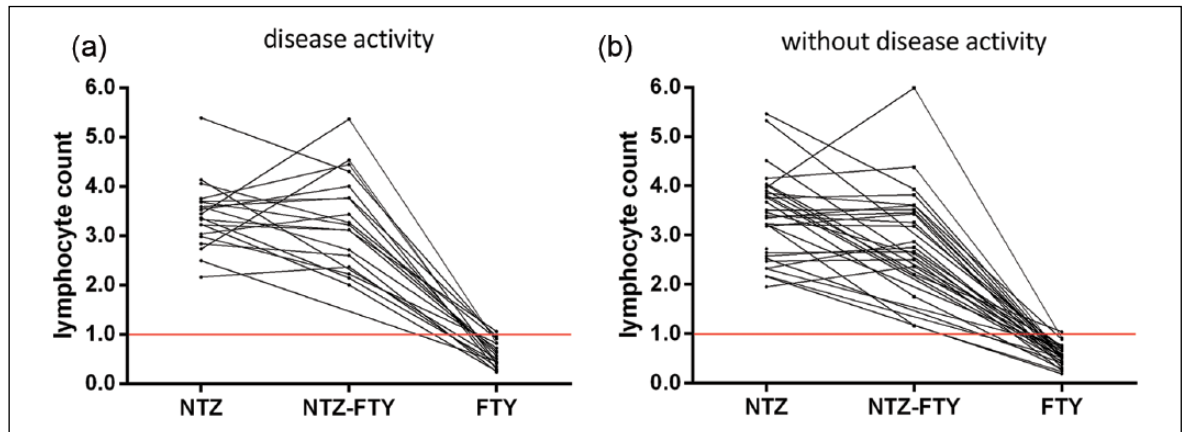 (a)
disease activity
lymphocyte count
6.0
5.0
4.0
3.0
2.0
1.0
0.0
NTZ NTZ-FTY FTY
(b)
without disease activity
lymphocyte count
6.0
5.0
4.0
3.0
2.0
1.0
0.0
NTZ NTZ-FTY FTY